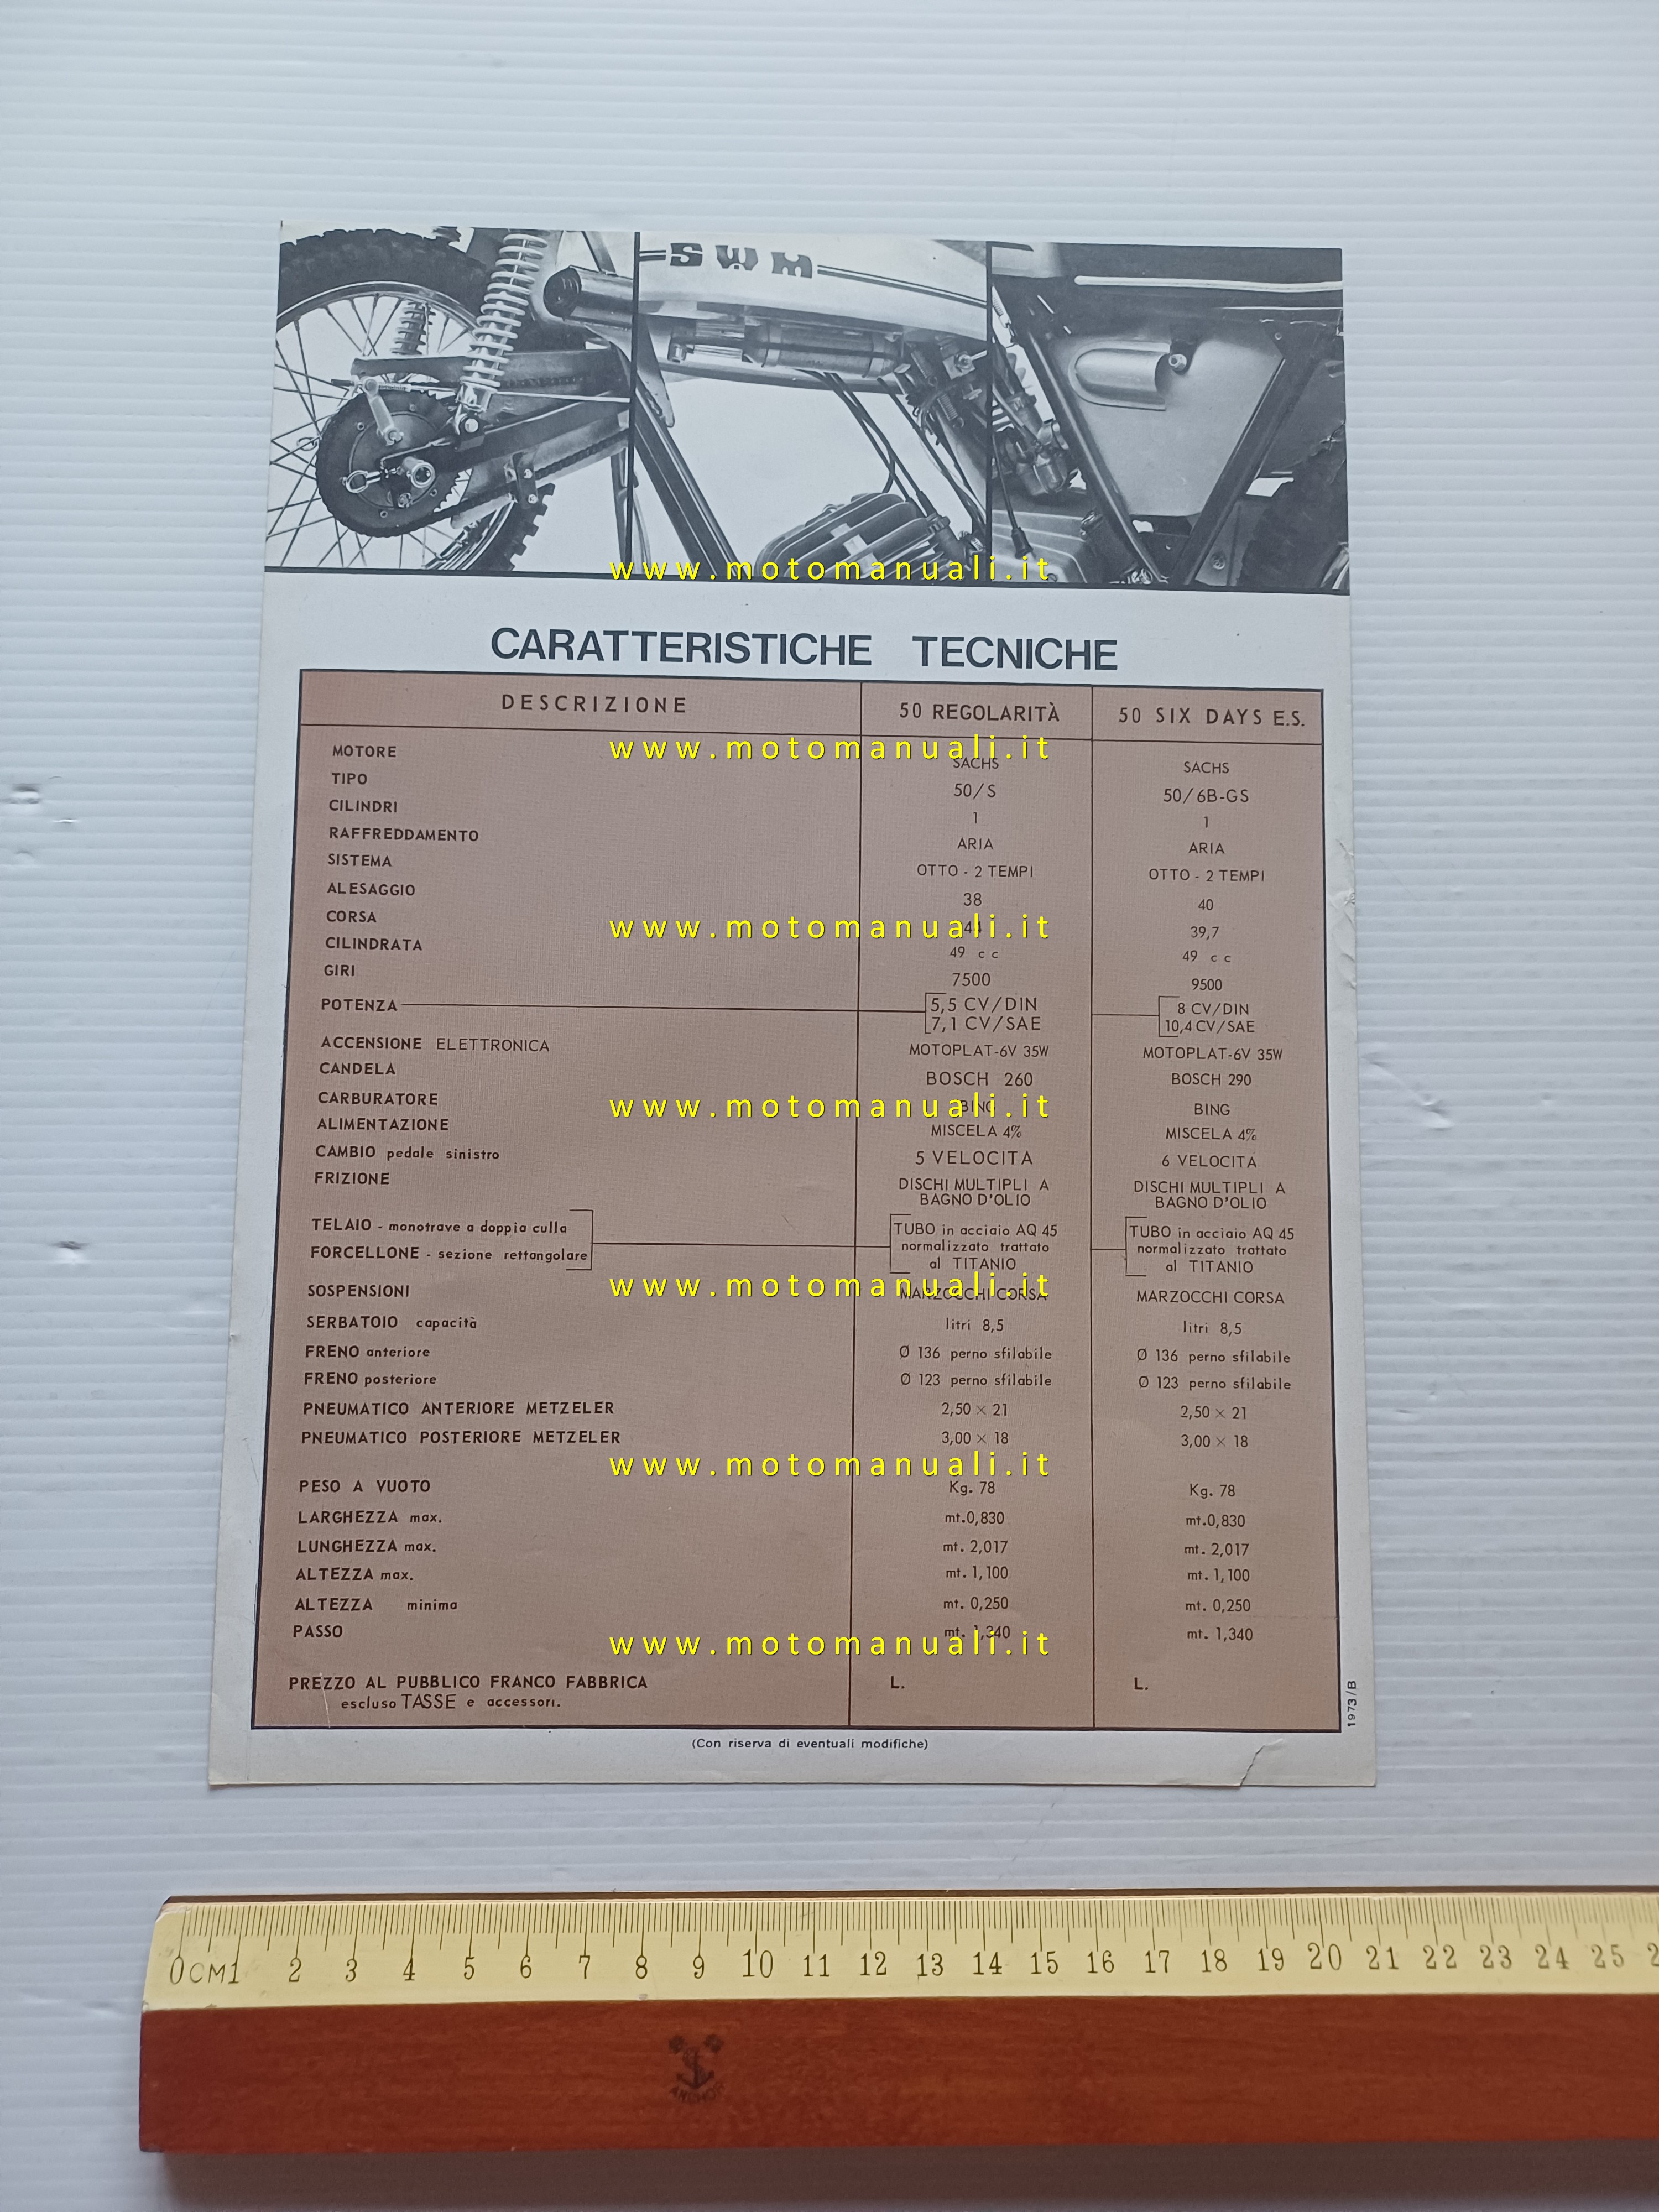 SWM
www.motomanuali.it
CARATTERISTICHE TECNICHE
DESCRIZIONE 50 REGOLARITÀ 50 SIX DAYS E.S.
www.motomanuali.it
MOTORE SACHS SACHS
TIPO 50/S 50/6B-GS
CILINDRI 1 1
RAFFREDDAMENTO ARIA ARIA
SISTEMA OTTO - 2 TEMPI OTTO - 2 TEMPI
ALESAGGIO 38 40
www.motomanuali.it
CORSA 39,7
CILINDRATA 49 cc 49 cc
GIRI 7500 9500
POTENZA 5,5 CV/DIN 8 CV/DIN
7,1 CV/SAE 10,4 CV/SAE
ACCENSIONE ELETTRONICA MOTOPLAT-6V 35W MOTOPLAT-6V 35W
CANDELA BOSCH 260 BOSCH 290
www.motomanuali.it
CARBURATORE BING BING
ALIMENTAZIONE MISCELA 4% MISCELA 4%
CAMBIO pedale sinistro 5 VELOCITA 6 VELOCITA
FRIZIONE DISCHI MULTIPLI A DISCHI MULTIPLI A
BAGNO D'OLIO BAGNO D'OLIO
TELAIO - monotrave a doppia culla TUBO in acciaio AQ 45 TUBO in acciaio AQ 45
FORCELLONE - sezione rettangolare normalizzato trattato normalizzato trattato
al TITANIO al TITANIO
www.motomanuali.it
SOSPENSIONI MARZOCCHI CORSA MARZOCCHI CORSA
SERBATOIO capacità litri 8,5 litri 8,5
FRENO anteriore Ø 136 perno sfilabile Ø 136 perno sfilabile
FRENO posteriore Ø 123 perno sfilabile Ø 123 perno sfilabile
PNEUMATICO ANTERIORE METZELER 2,50 × 21 2,50 × 21
PNEUMATICO POSTERIORE METZELER 3,00 × 18 3,00 × 18
www.motomanuali.it
PESO A VUOTO Kg. 78 Kg. 78
LARGHEZZA max. mt.0,830 mt.0,830
LUNGHEZZA max. mt. 2,017 mt. 2,017
ALTEZZA max. mt. 1,100 mt. 1,100
ALTEZZA minima mt. 0,250 mt. 0,250
PASSO mt. 1,340 mt. 1,340
www.motomanuali.it
PREZZO AL PUBBLICO FRANCO FABBRICA L. L.
escluso TASSE e accessori.
1973/B
(Con riserva di eventuali modifiche)
0CM1 2 3 4 5 6 7 8 9 10 11 12 13 14 15 16 17 18 19 20 21 22 23 24 25
ANCHOR